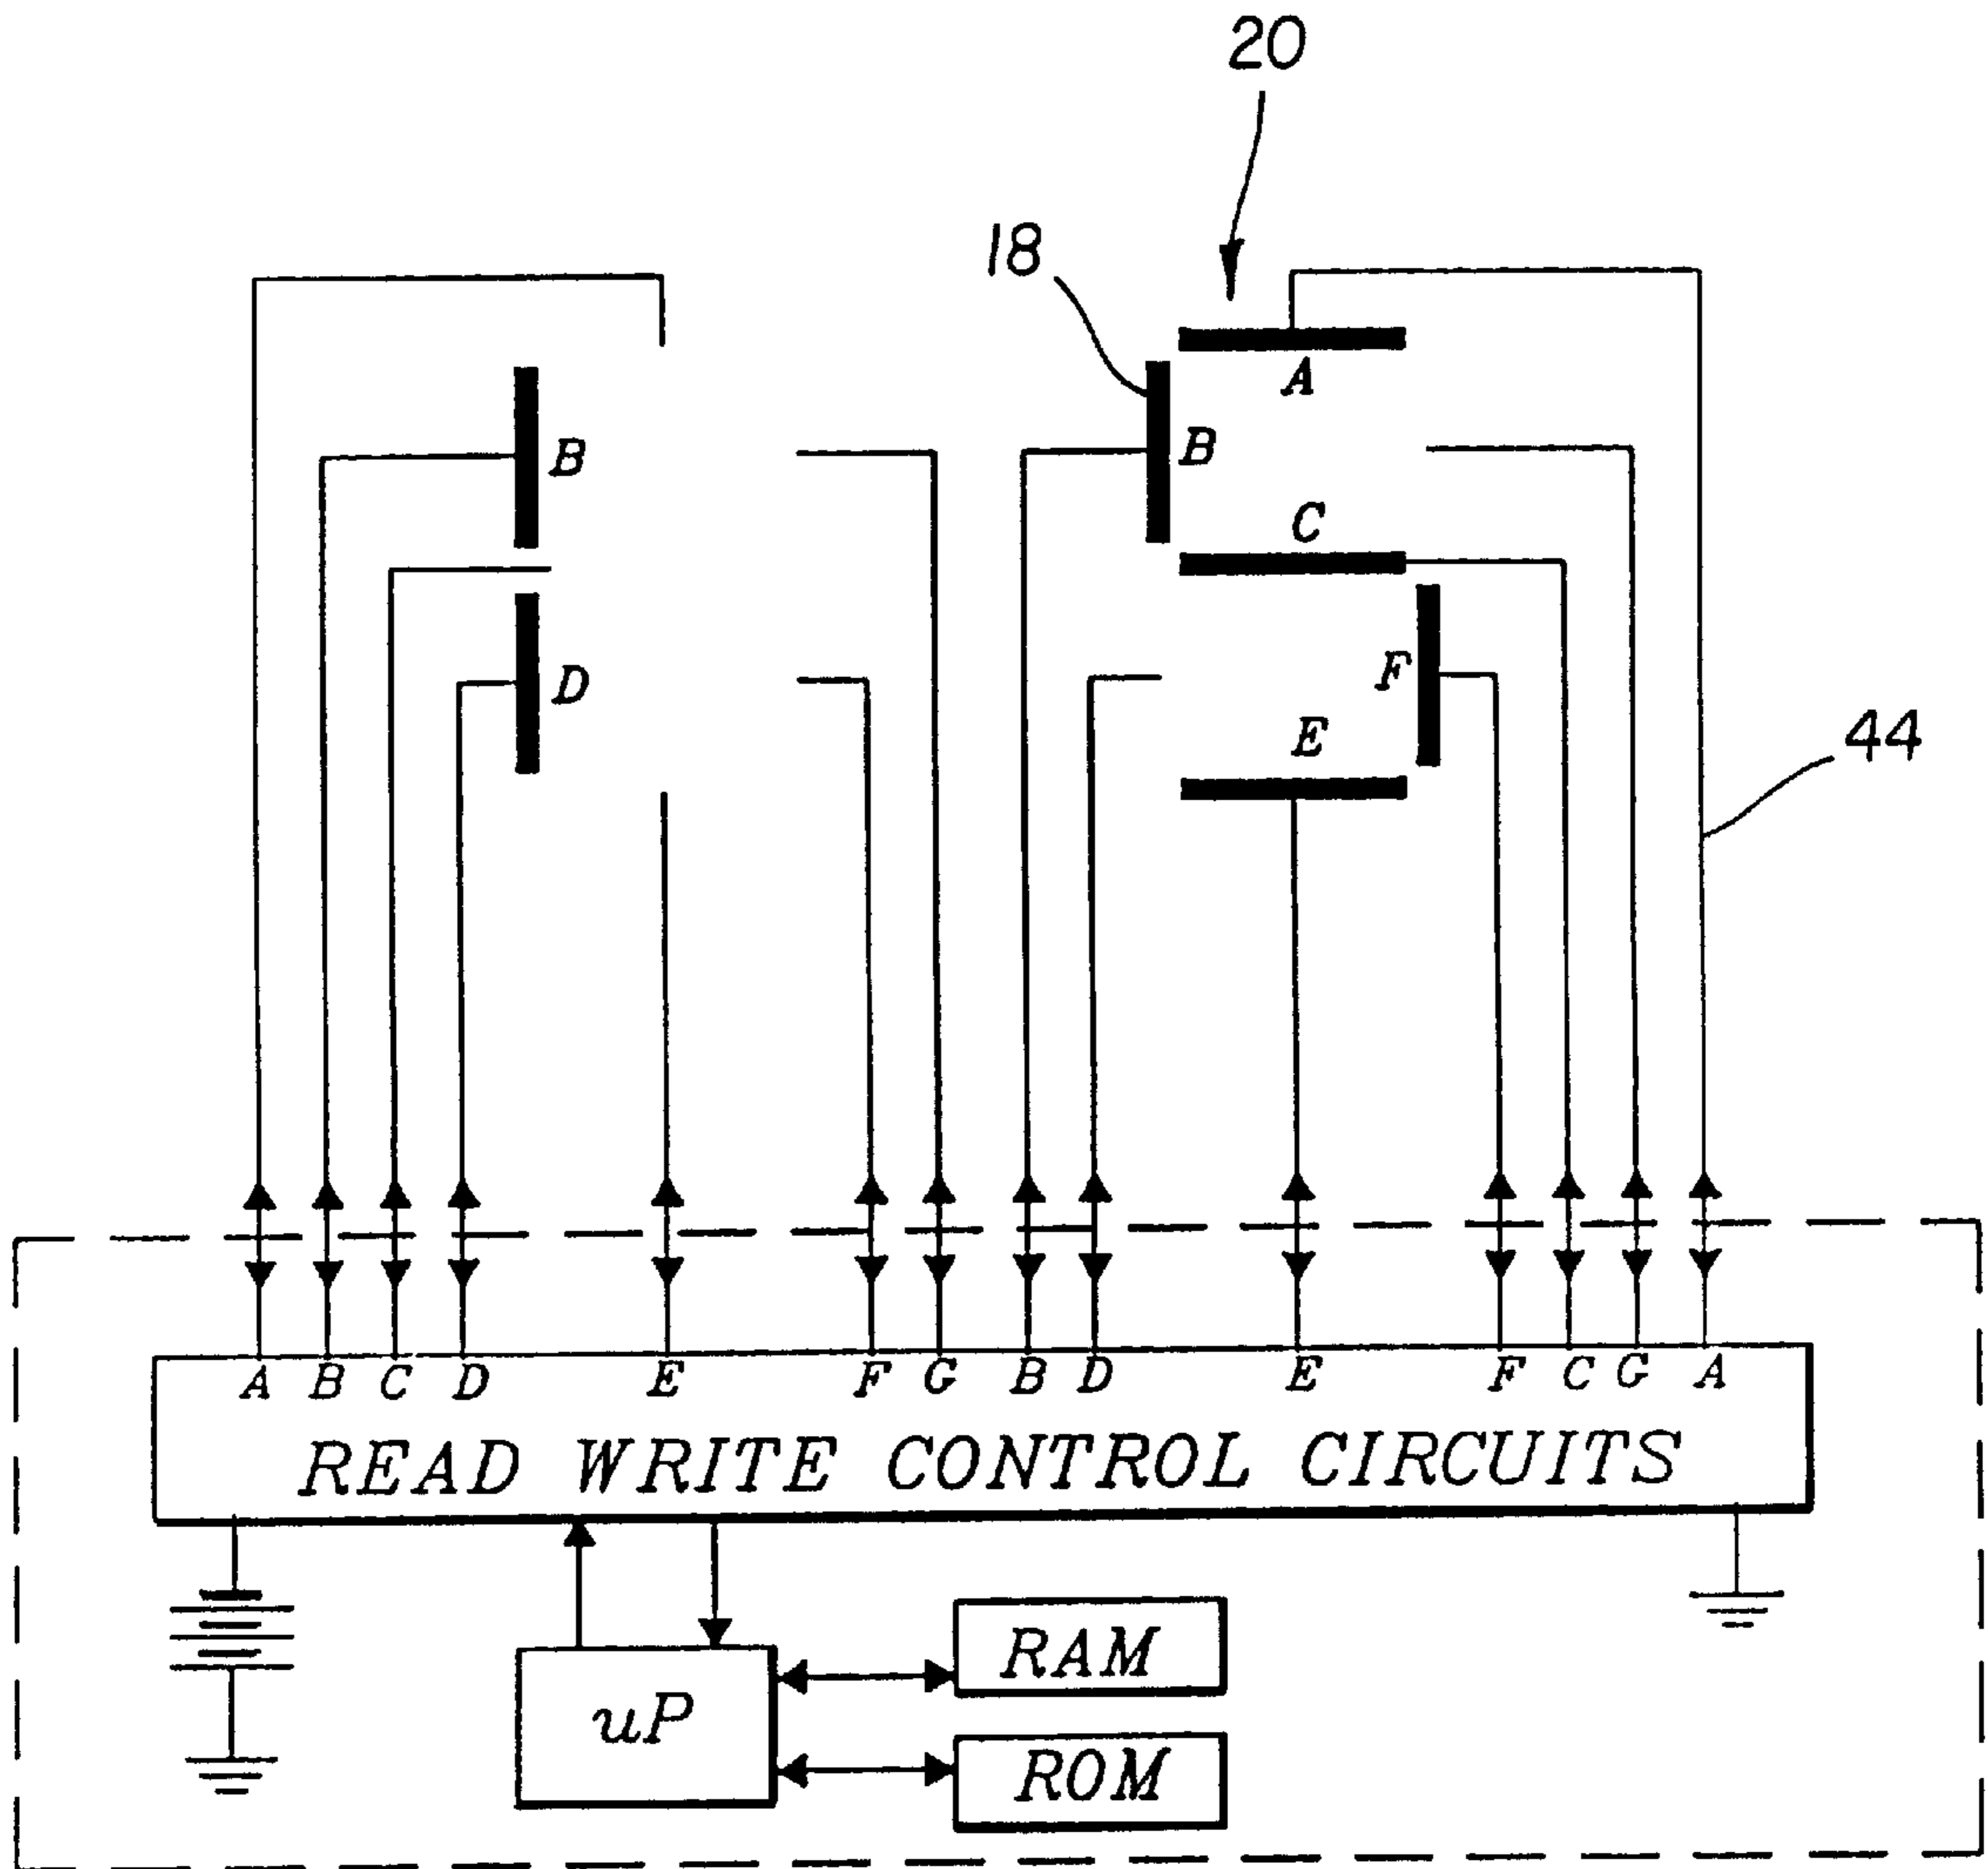 20
18
A
B
B
C
D
F
E
44
A B C D E F G B D E F C G A
READ WRITE CONTROL CIRCUITS
RAM
uP
ROM